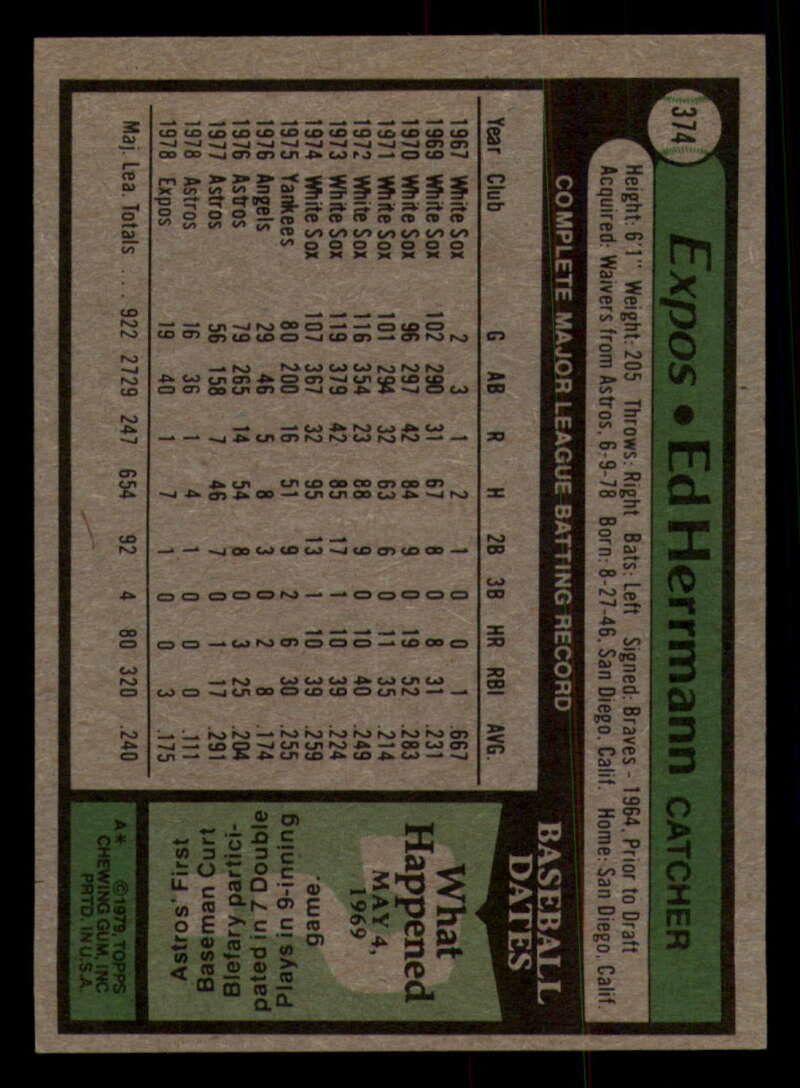 374
Expos • Ed Herrmann CATCHER
Height: 6'1" Weight: 205 Throws: Right Bats: Left Signed: Braves - 1964, Prior to Draft
Acquired: Waivers from Astros, 6-9-78 Born: 8-27-46, San Diego, Calif. Home: San Diego, Calif.
COMPLETE MAJOR LEAGUE BATTING RECORD
Year Club G AB R H 2B 3B HR RBI AVG.
1967 White Sox 2 3 1 2 1 0 0 1 .667
1969 White Sox 102 290 31 67 8 0 8 31 .231
1970 White Sox 96 297 42 84 9 0 19 52 .283
1971 White Sox 101 294 32 63 6 0 11 35 .214
1972 White Sox 116 354 23 88 9 0 10 40 .249
1973 White Sox 119 379 42 85 17 1 10 39 .224
1974 White Sox 107 367 32 95 13 1 10 39 .259
1975 Yankees 80 200 16 51 9 2 6 30 .255
1976 Angels 29 46 5 8 3 0 2 8 .174
1976 Astros 79 265 14 54 8 0 3 25 .204
1977 Astros 56 158 7 46 7 0 1 17 .291
1978 Astros 16 36 1 4 1 0 0 0 .111
1978 Expos 19 40 1 7 1 0 0 3 .175
Maj. Lea. Totals .... 922 2729 247 654 92 4 80 320 .240
BASEBALL
DATES
What
Happened
MAY 4,
1969
Astros' First
Baseman Curt
Blefary partici-
pated in 7 Double
Plays in 9-inning
game.
A* ©1979, TOPPS
CHEWING GUM, INC
PRTD. IN U.S.A.